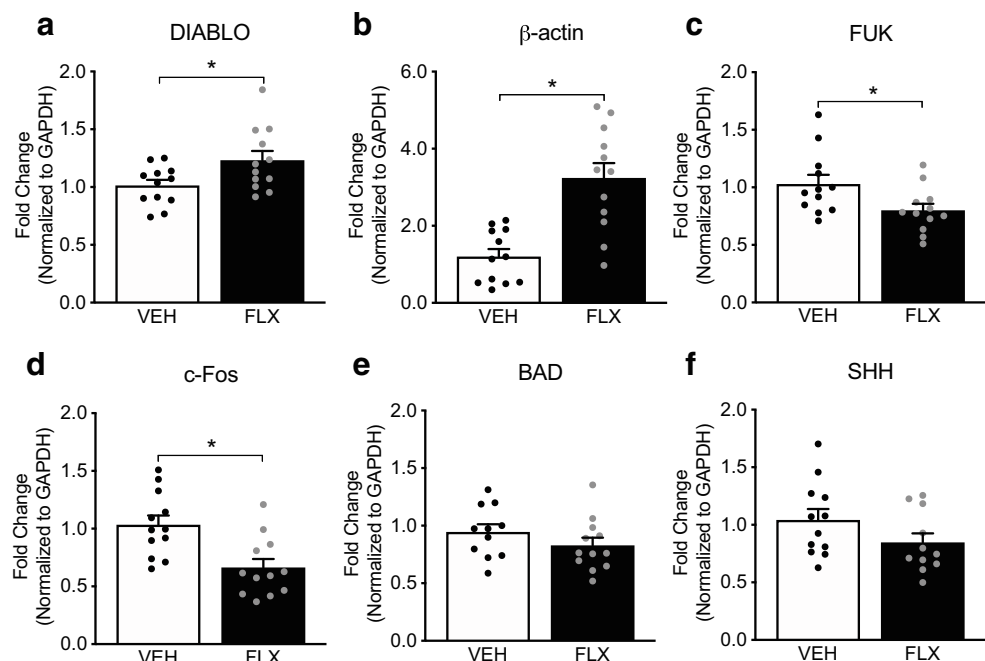 a
DIABLO
Fold Change
(Normalized to GAPDH)
2.0
1.5
1.0
0.5
0.0
*
VEH
FLX
b
β-actin
Fold Change
(Normalized to GAPDH)
6.0
4.0
2.0
0.0
*
VEH
FLX
c
FUK
Fold Change
(Normalized to GAPDH)
2.0
1.5
1.0
0.5
0.0
*
VEH
FLX
d
c-Fos
Fold Change
(Normalized to GAPDH)
2.0
1.5
1.0
0.5
0.0
*
VEH
FLX
e
BAD
Fold Change
(Normalized to GAPDH)
2.0
1.5
1.0
0.5
0.0
VEH
FLX
f
SHH
Fold Change
(Normalized to GAPDH)
2.0
1.5
1.0
0.5
0.0
VEH
FLX